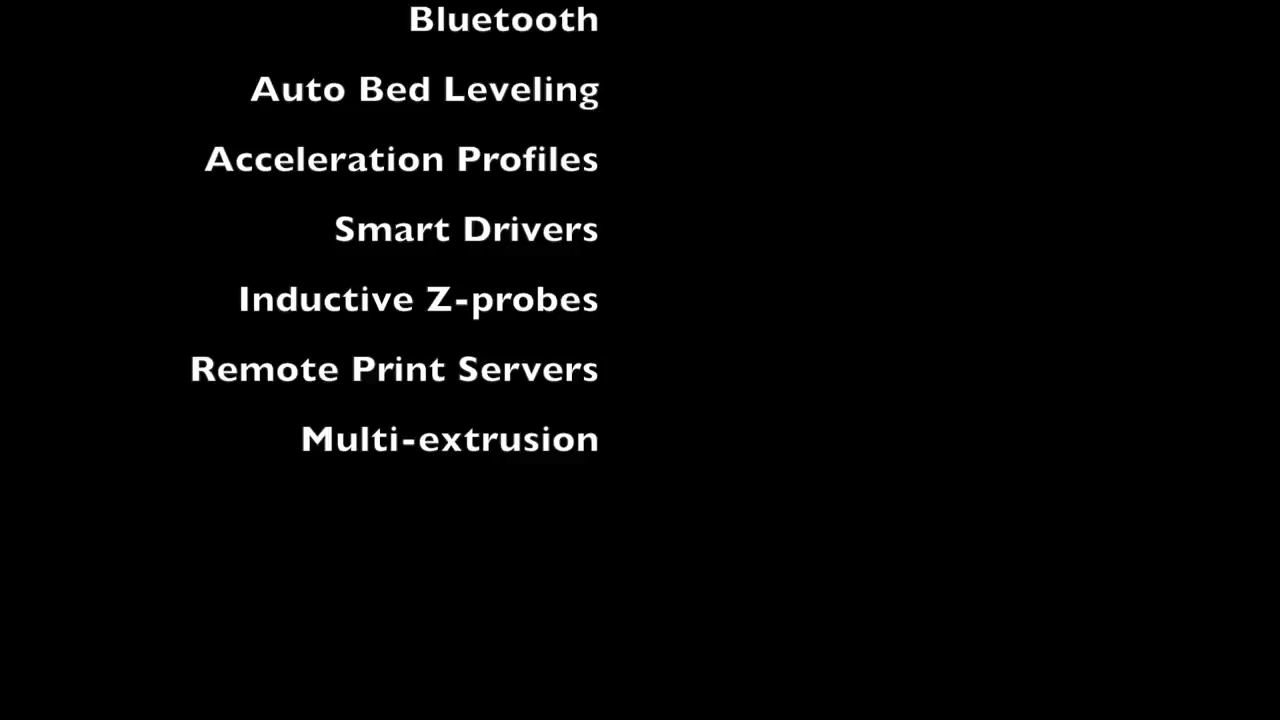 Bluetooth
Auto Bed Leveling
Acceleration Profiles
Smart Drivers
Inductive Z-probes
Remote Print Servers
Multi-extrusion